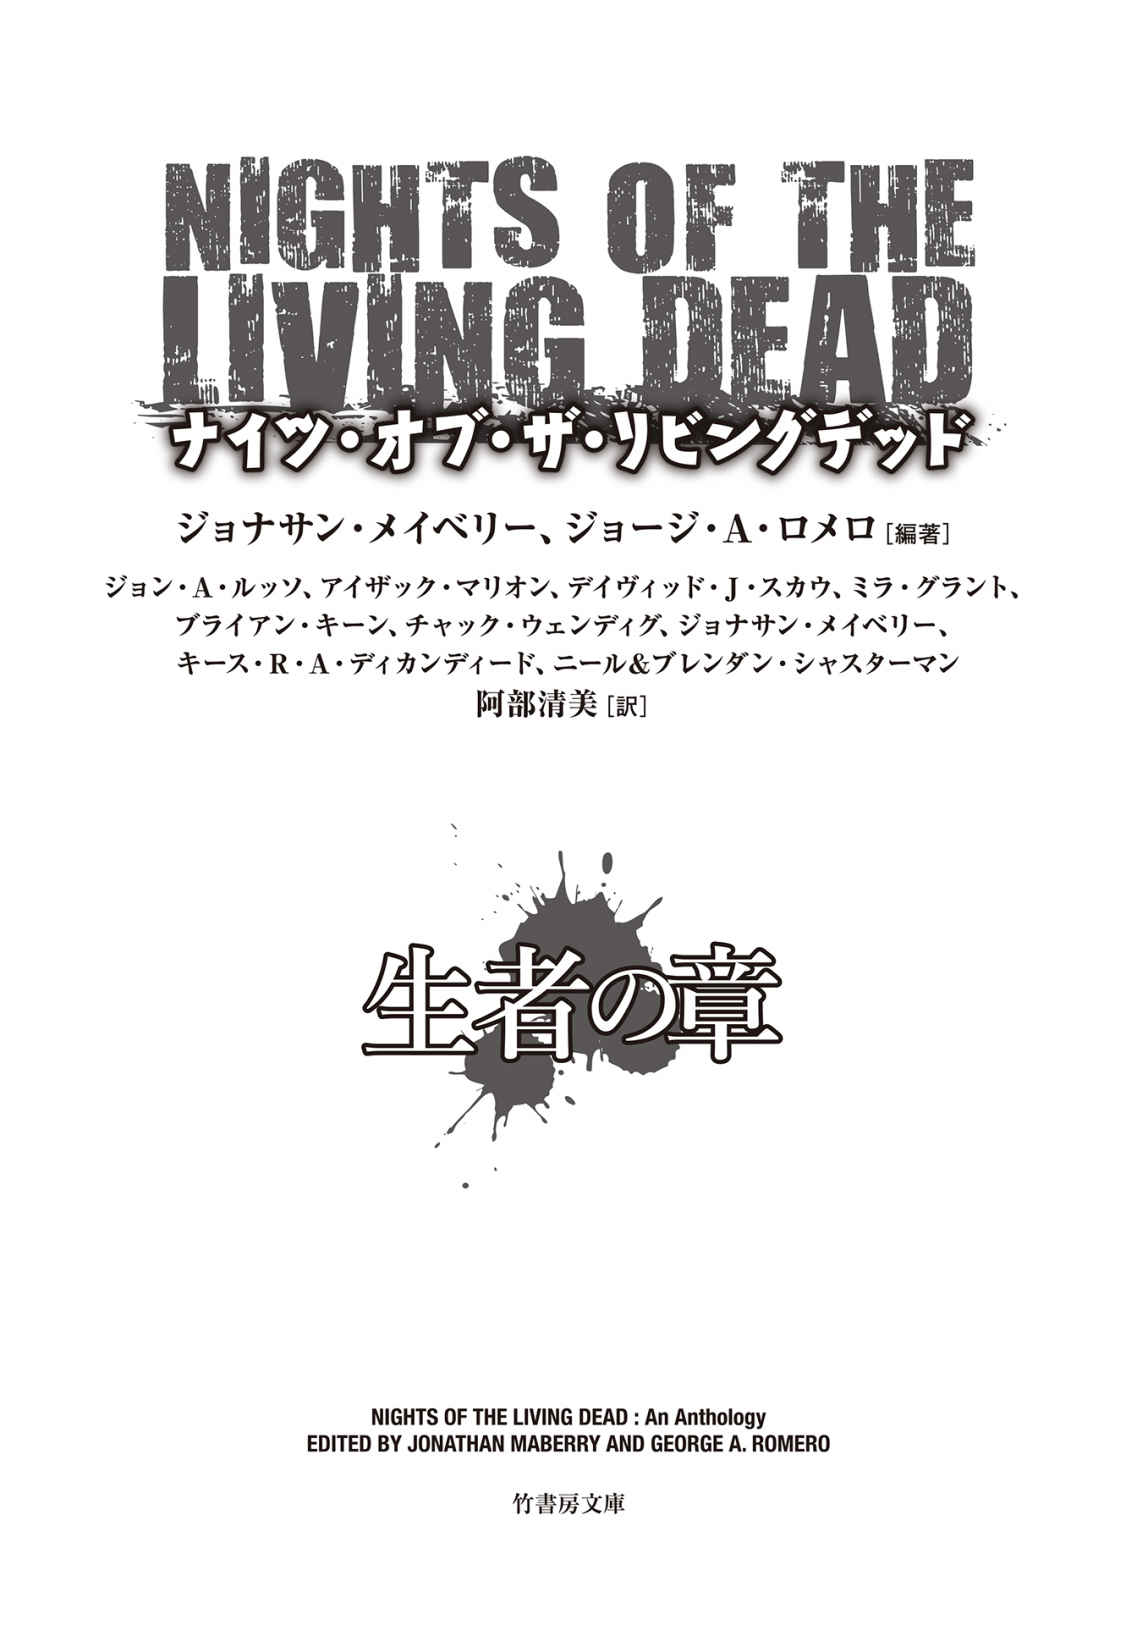 NIGHTS OF THE
LIVING DEAD
ナイツ・オブ・ザ・リビングデッド
ジョナサン・メイベリー、ジョージ・A・ロメロ［編著］
ジョン・A・ルッソ、アイザック・マリオン、デイヴィッド・J・スカウ、ミラ・グラント、
ブライアン・キーン、チャック・ウェンディグ、ジョナサン・メイベリー、
キース・R・A・ディカンディード、ニール&ブレンダン・シャスターマン
阿部清美［訳］
生者の章
NIGHTS OF THE LIVING DEAD : An Anthology
EDITED BY JONATHAN MABERRY AND GEORGE A. ROMERO
竹書房文庫